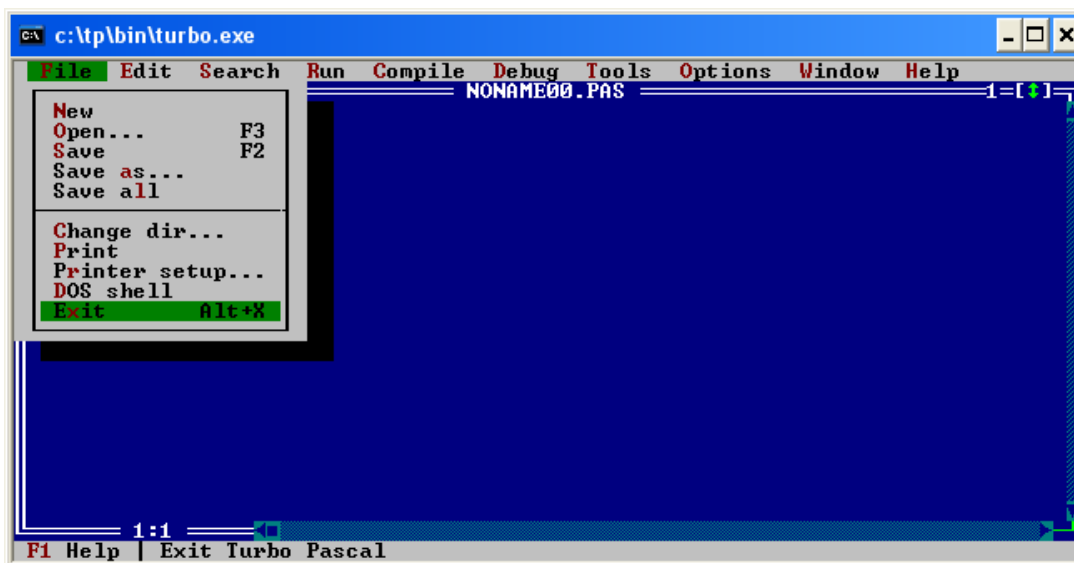 c:\tp\bin\turbo.exe
File Edit Search Run Compile Debug Tools Options Window Help
NONAME00.PAS 1=[↕]
New
Open... F3
Save F2
Save as...
Save all
Change dir...
Print
Printer setup...
DOS shell
Exit Alt+X
1:1
F1 Help | Exit Turbo Pascal